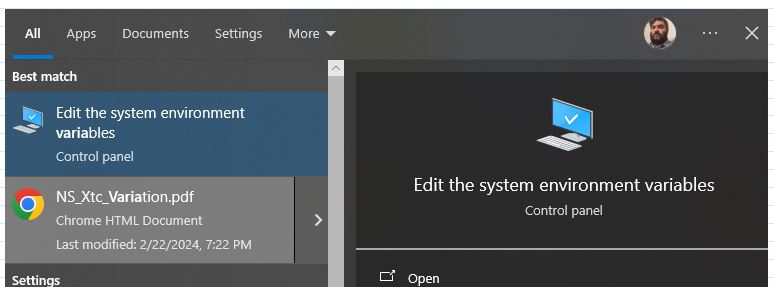 All Apps Documents Settings More
Best match
Edit the system environment
variables
Control panel
NS_Xtc_Variation.pdf
Chrome HTML Document
Last modified: 2/22/2024, 7:22 PM
Settings
Edit the system environment variables
Control panel
Open